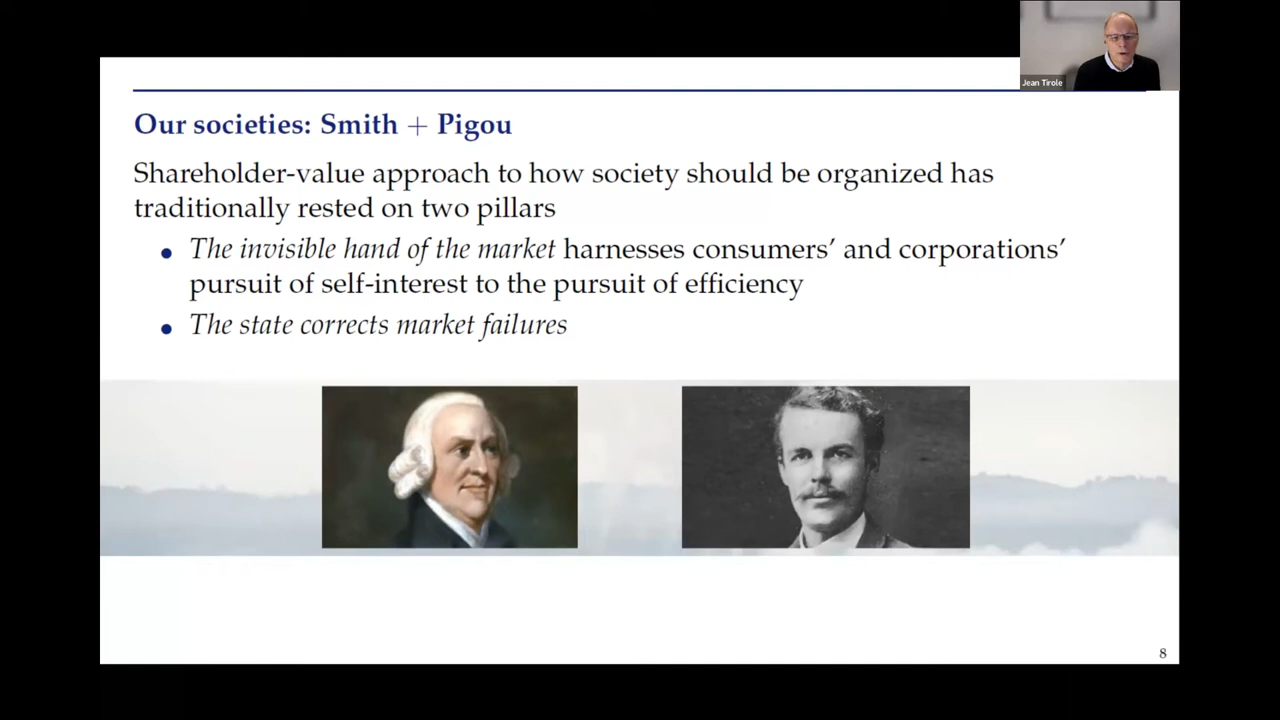 Jean Tirole
Our societies: Smith + Pigou
Shareholder-value approach to how society should be organized has
traditionally rested on two pillars
• The invisible hand of the market harnesses consumers’ and corporations’
pursuit of self-interest to the pursuit of efficiency
• The state corrects market failures
8